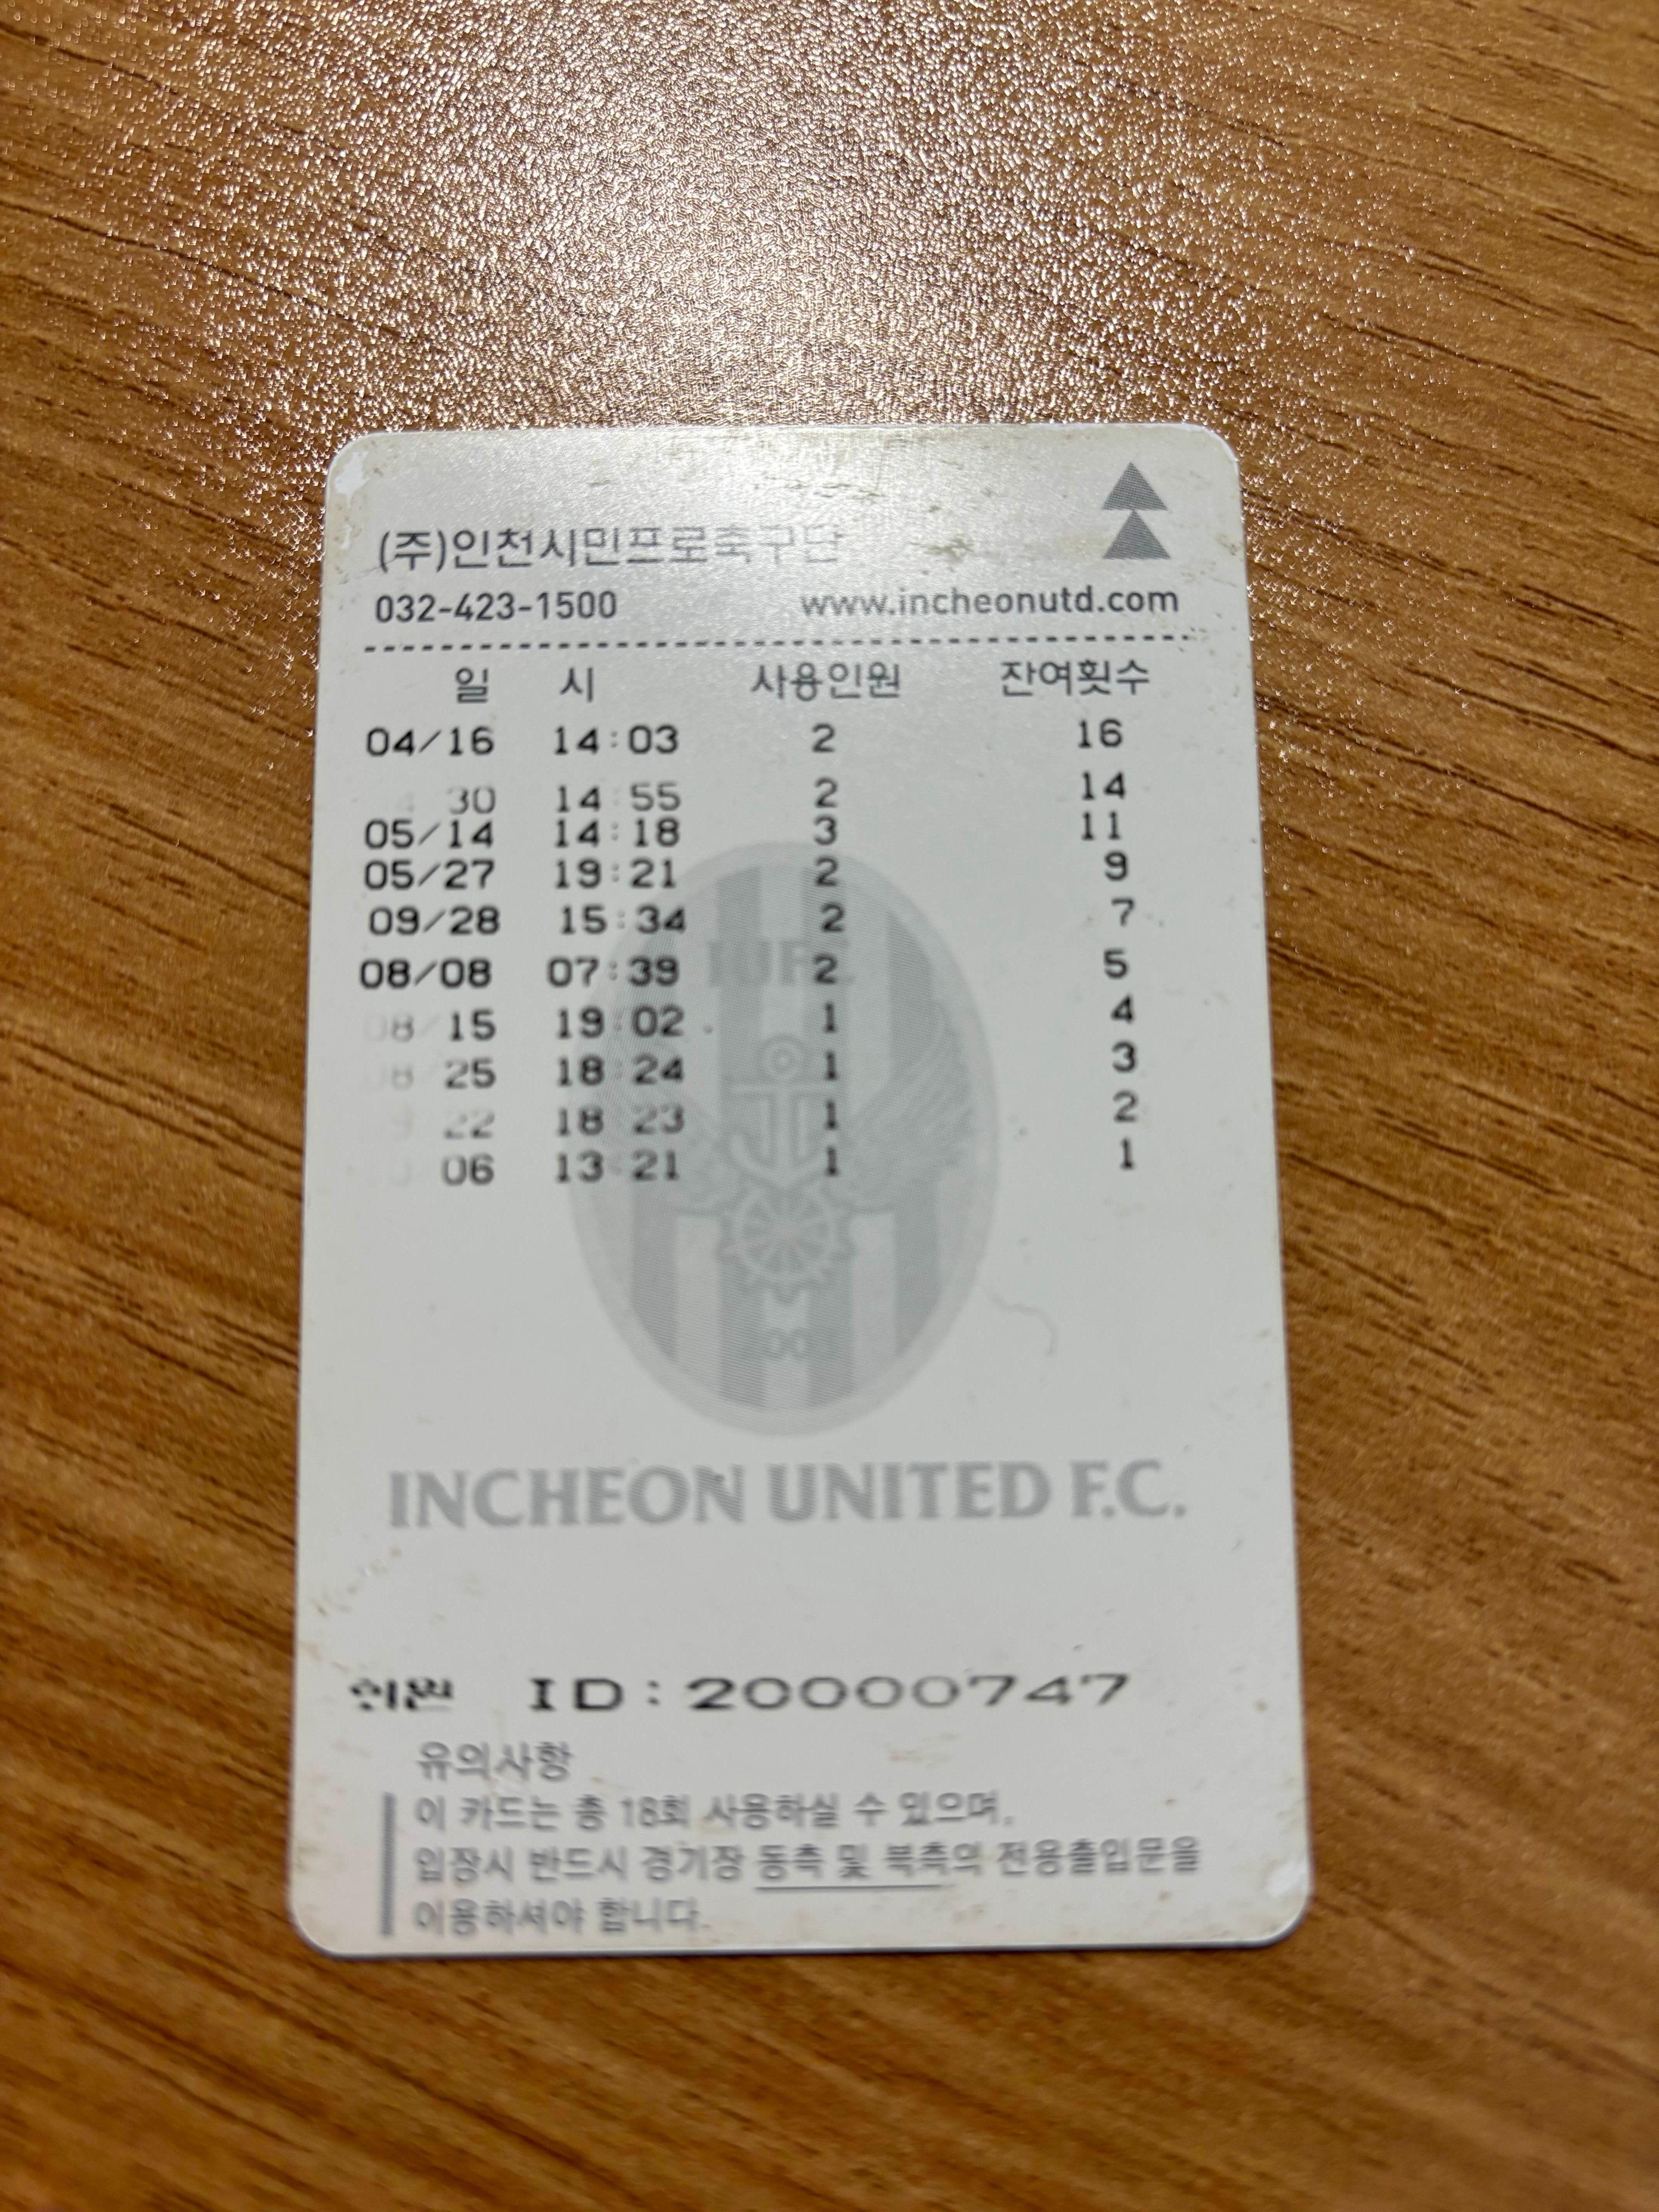 (주)인천시민프로축구단
032-423-1500 www.incheonutd.com
일 시 사용인원 잔여횟수
04/16 14:03 2 16
30 14:55 2 14
05/14 14:18 3 11
05/27 19:21 2 9
09/28 15:34 2 7
08/08 07:39 2 5
08/15 19:02 1 4
08/25 18:24 1 3
22 18:23 1 2
06 13:21 1 1
IUFC
INCHEON UNITED F.C.
회원 ID:20000747
유의사항
이 카드는 총 18회 사용하실 수 있으며,
입장시 반드시 경기장 동측 및 북측의 전용출입문을
이용하셔야 합니다.